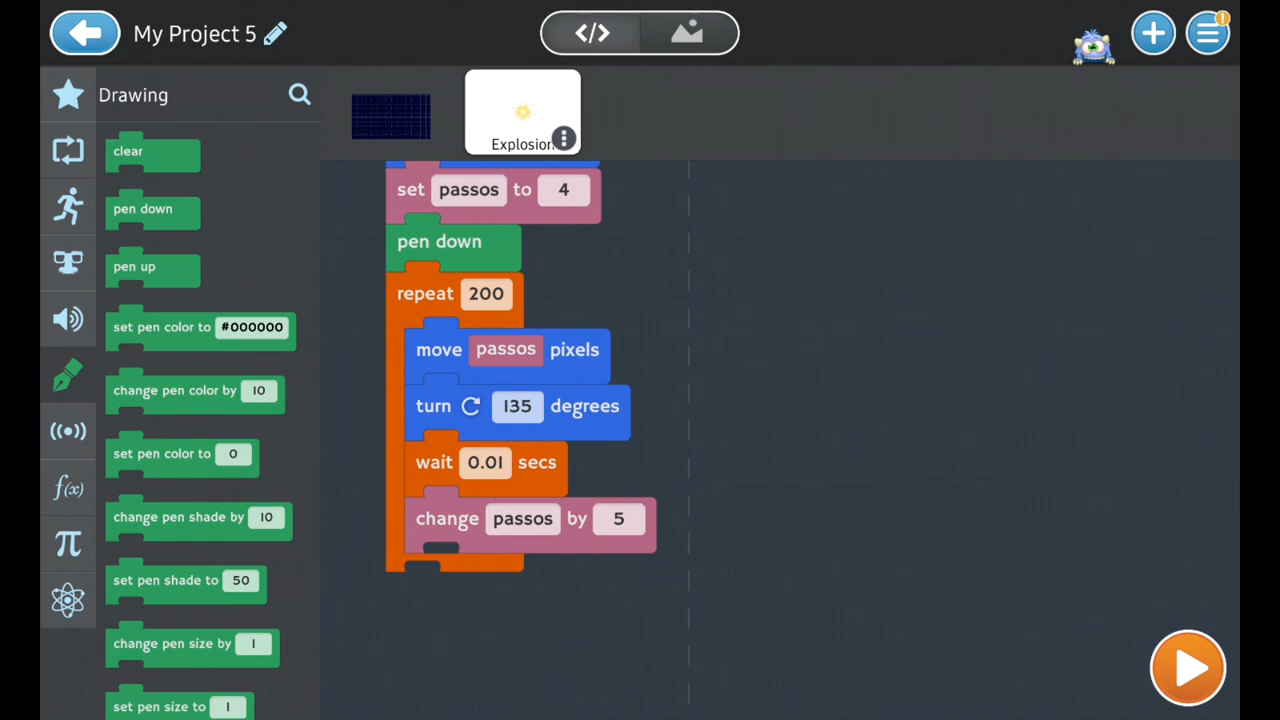 My Project 5
</>
!
Drawing
clear
pen down
pen up
set pen color to #000000
change pen color by 10
set pen color to 0
change pen shade by 10
set pen shade to 50
change pen size by 1
set pen size to 1
f(x)
π
Explosion
set passos to 4
pen down
repeat 200
move passos pixels
turn 135 degrees
wait 0.01 secs
change passos by 5